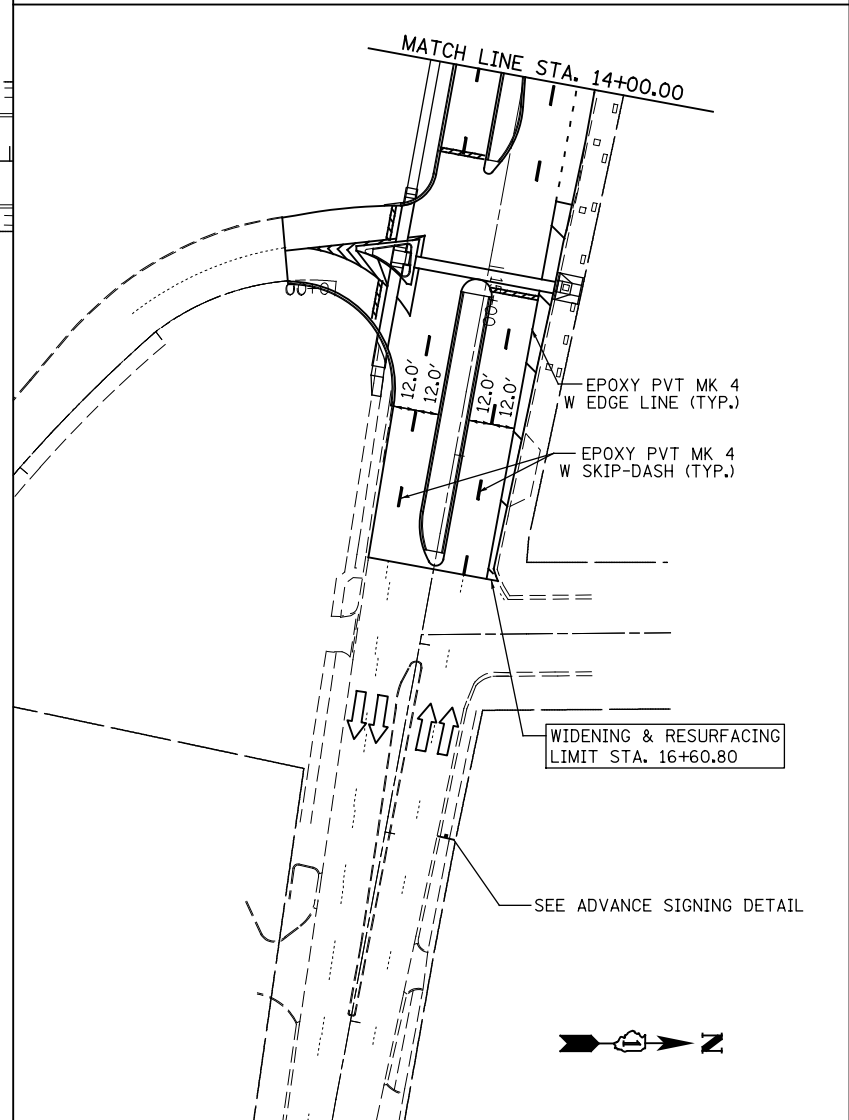 MATCH LINE STA. 14+00.00
12.0'
12.0'
12.0'
12.0'
EPOXY PVT MK 4
W EDGE LINE (TYP.)
EPOXY PVT MK 4
W SKIP-DASH (TYP.)
WIDENING & RESURFACING
LIMIT STA. 16+60.80
SEE ADVANCE SIGNING DETAIL
N